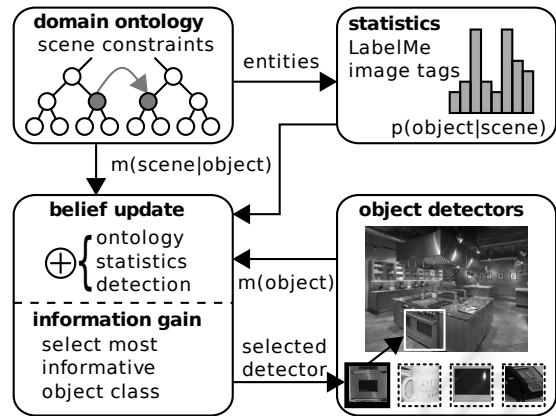 domain ontology
scene constraints
entities
statistics
LabelMe
image tags
p(object|scene)
m(scene|object)
belief update
ontology
statistics
detection
⊕ {
m(object)
object detectors
information gain
select most
informative
object class
selected
detector